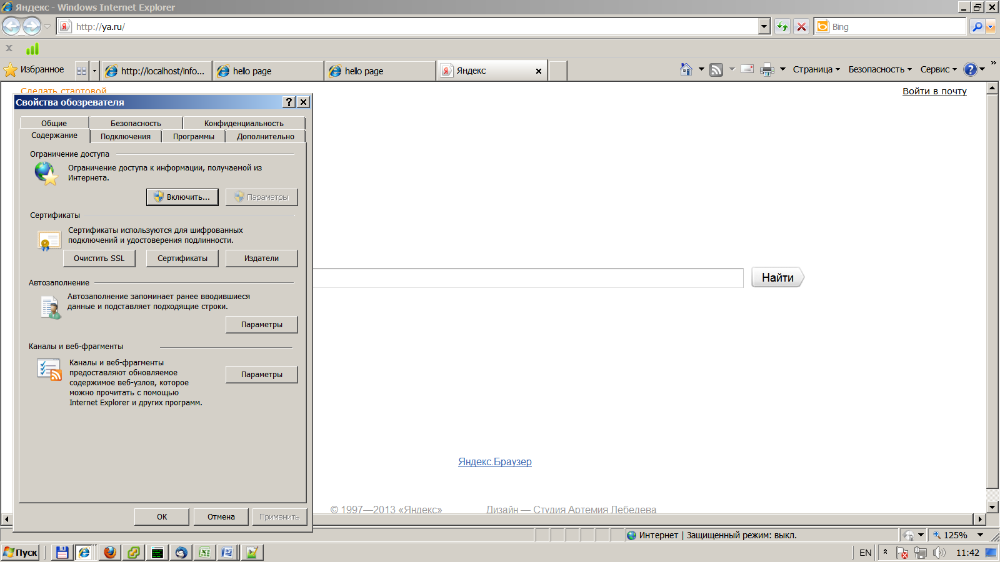 Яндекс - Windows Internet Explorer
http://ya.ru/
Bing
Избранное
http://localhost/info...
hello page
hello page
Яндекс
Страница
Безопасность
Сервис
Сделать стартовой
Войти в почту
Свойства обозревателя
Общие
Безопасность
Конфиденциальность
Содержание
Подключения
Программы
Дополнительно
Ограничение доступа
Ограничение доступа к информации, получаемой из
Интернета.
Включить...
Параметры
Сертификаты
Сертификаты используются для шифрованных
подключений и удостоверения подлинности.
Очистить SSL
Сертификаты
Издатели
Автозаполнение
Автозаполнение запоминает ранее вводившиеся
данные и подставляет подходящие строки.
Параметры
Каналы и веб-фрагменты
Каналы и веб-фрагменты
предоставляют обновляемое
содержимое веб-узлов, которое
можно прочитать с помощью
Internet Explorer и других программ.
Параметры
OK
Отмена
Применить
Найти
Яндекс.Браузер
© 1997—2013 «Яндекс»
Дизайн — Студия Артемия Лебедева
Интернет | Защищенный режим: выкл.
125%
Пуск
EN
11:42